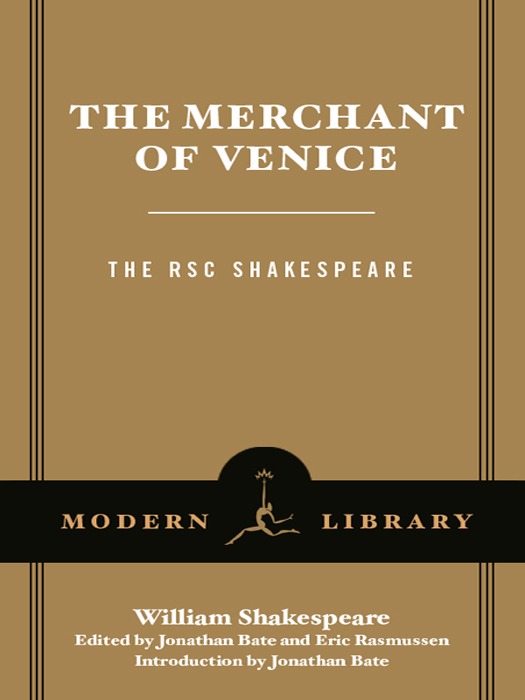 THE MERCHANT
OF VENICE
THE RSC SHAKESPEARE
MODERN LIBRARY
William Shakespeare
Edited by Jonathan Bate and Eric Rasmussen
Introduction by Jonathan Bate